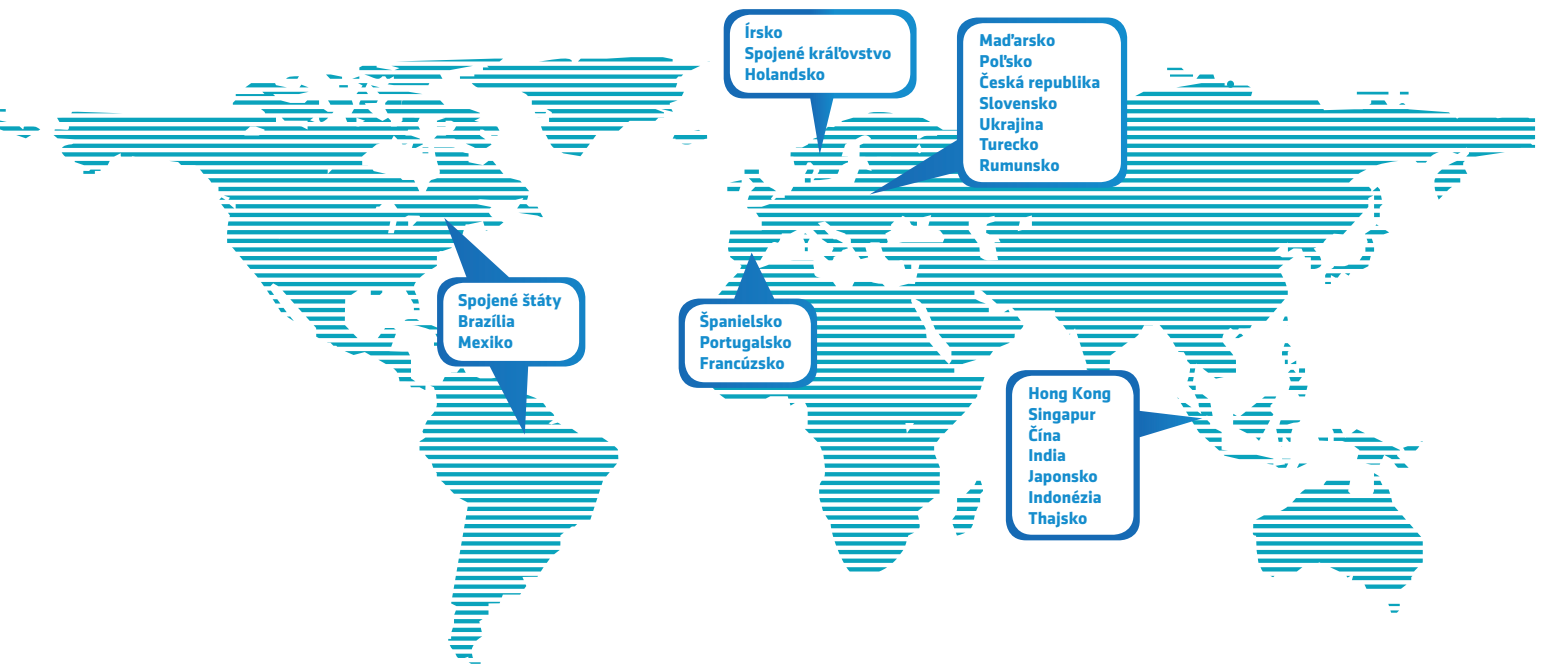 Írsko
Spojené kráľovstvo
Holandsko
Maďarsko
Poľsko
Česká republika
Slovensko
Ukrajina
Turecko
Rumunsko
Spojené štáty
Brazília
Mexiko
Španielsko
Portugalsko
Francúzsko
Hong Kong
Singapur
Čína
India
Japonsko
Indonézia
Thajsko